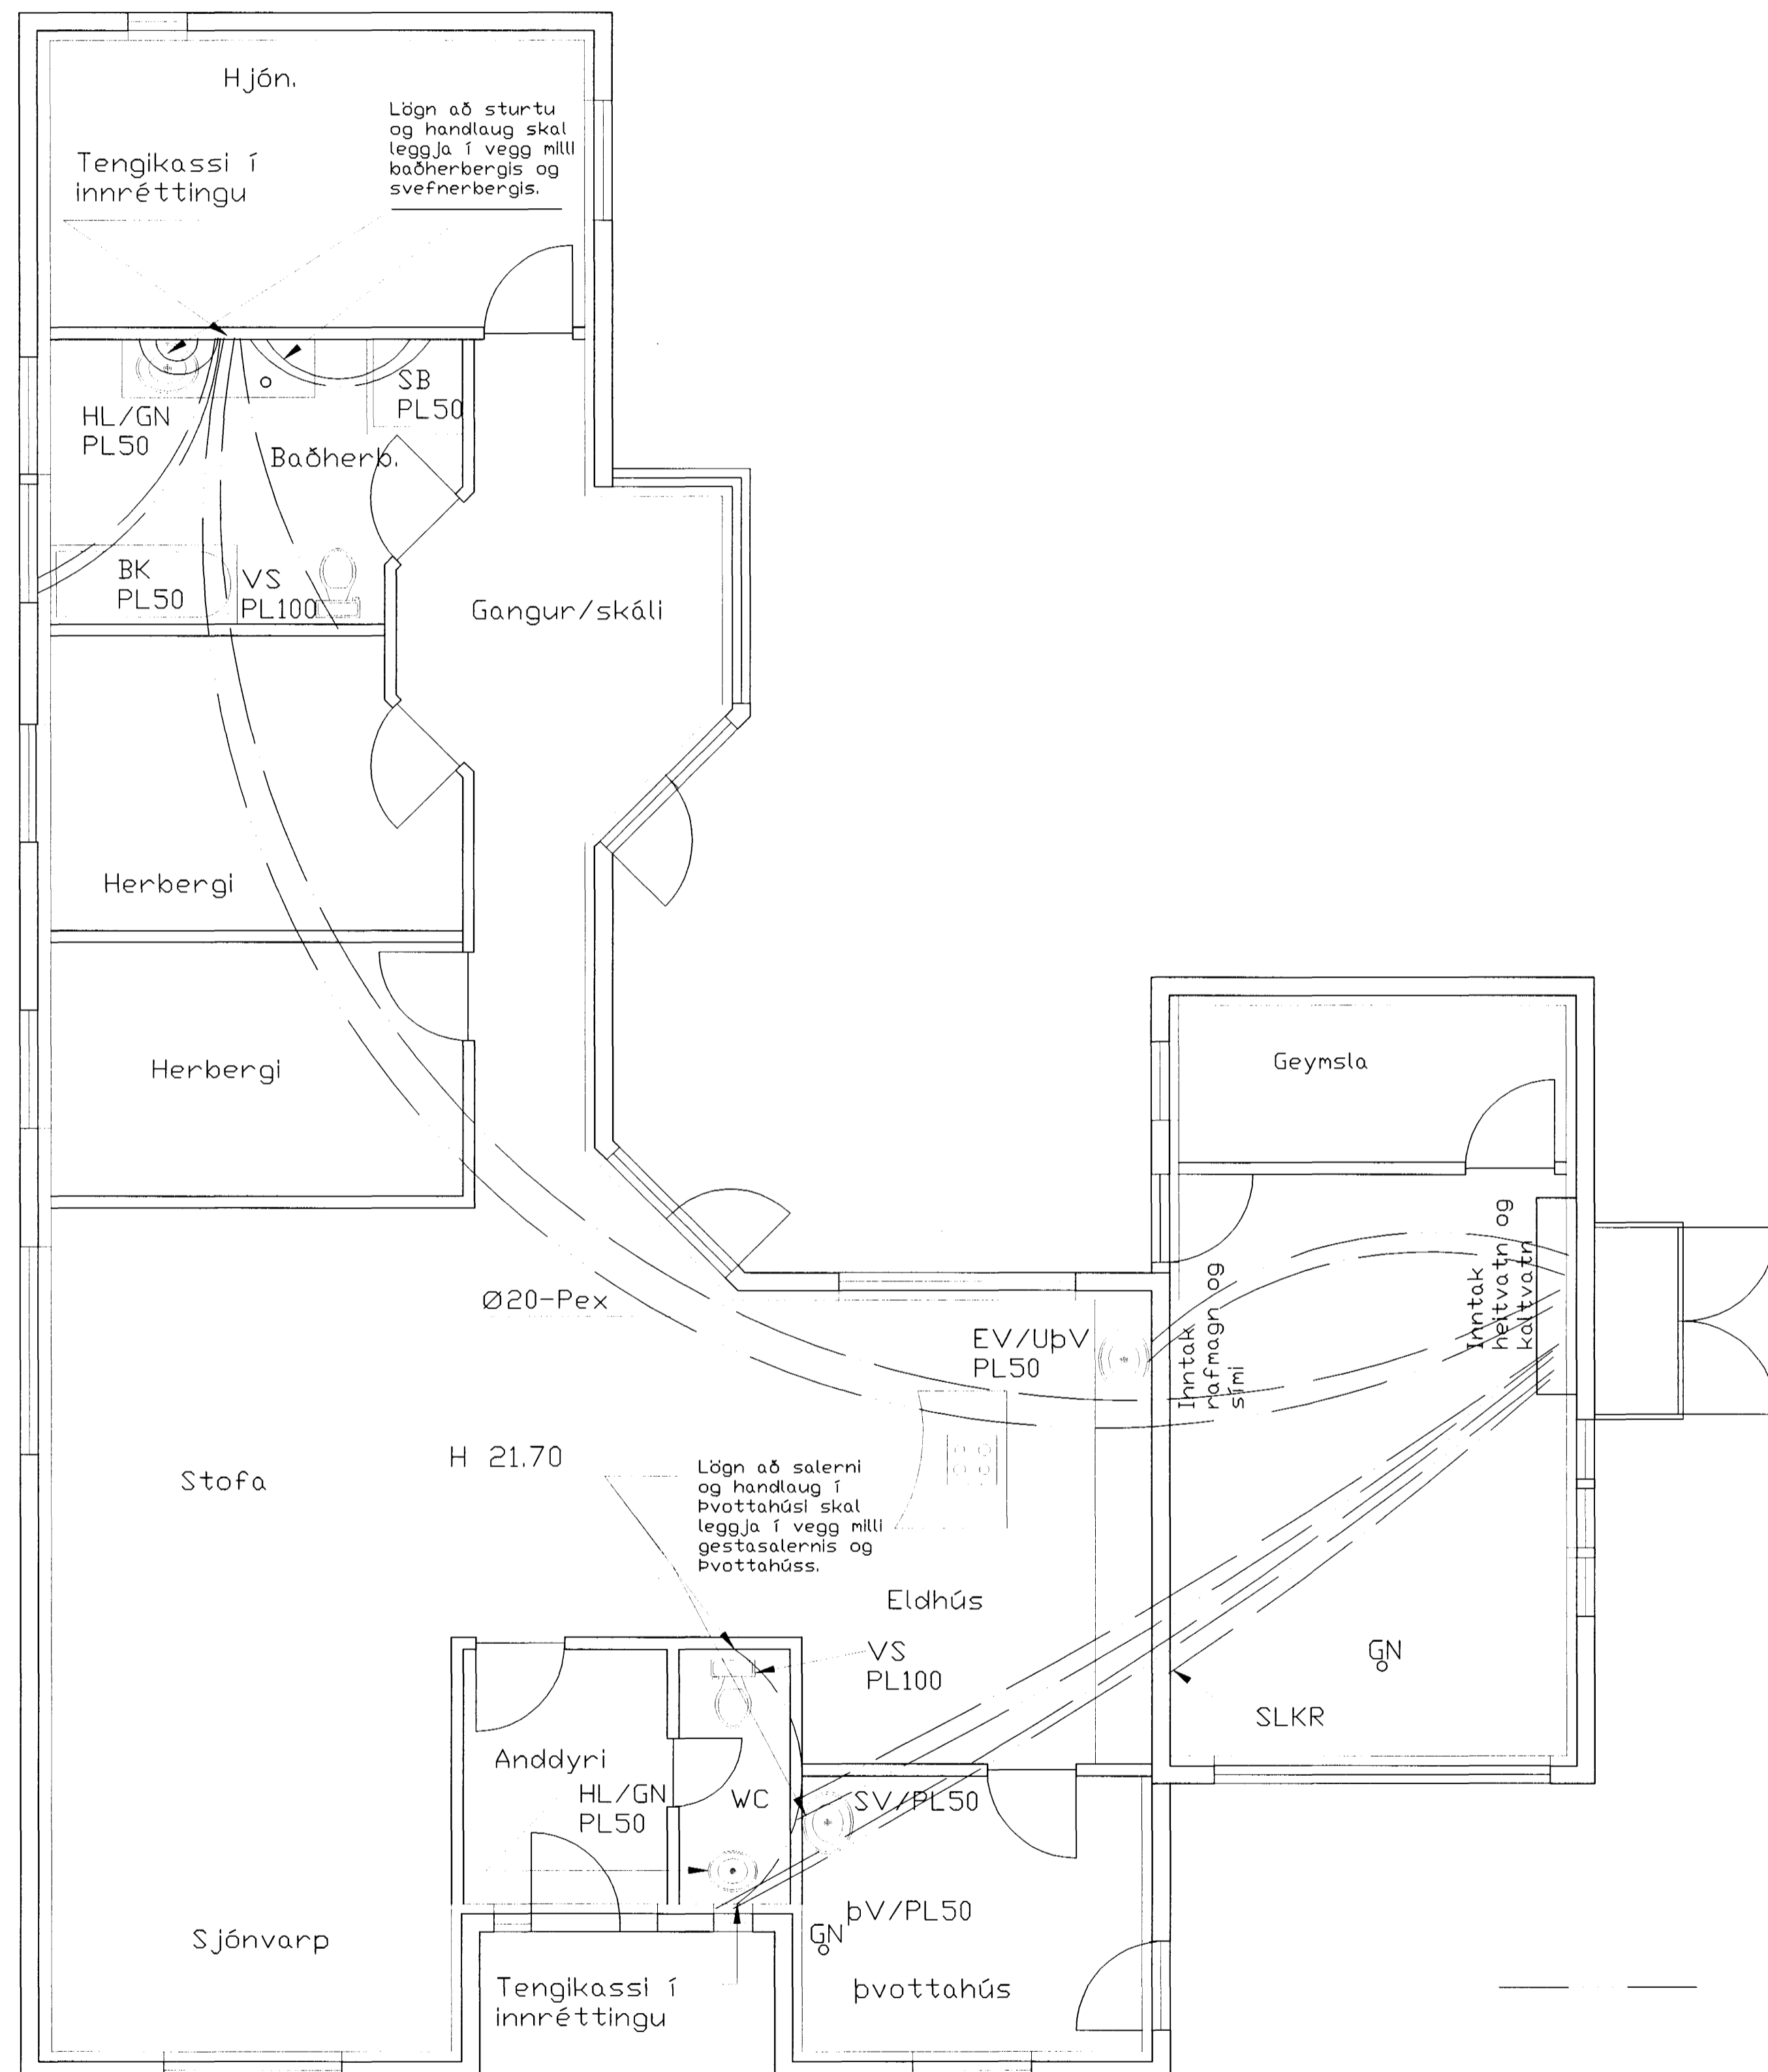 Hjón.
Lögn að sturtu
og handlaug skal
leggja í vegg milli
baðherbergis og
svefnerbergis.
Tengikassi í
innréttingu
HL/GN
PL50
SB
PL50
Baðherb.
BK
PL50
VS
PL100
Gangur/skáli
Herbergi
Herbergi
Geymsla
Inntak
heitvatn og
kaltvatn
Inntak
rafmagn og
sími
Ø20-Pex
EV/UþV
PL50
H 21.70
Stofa
Lögn að salerni
og handlaug í
þvottahúsi skal
leggja í vegg milli
gestasalernis og
þvottahúss.
Eldhús
VS
PL100
GN
SLKR
Anddyri
HL/GN
PL50
WC
SV/PL50
þV/PL50
GN
Sjónvarp
Tengikassi í
innréttingu
þvottahús